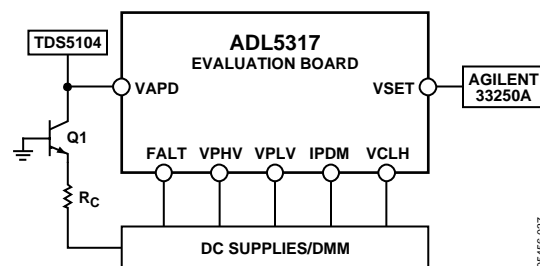 TDS5104
ADL5317
EVALUATION BOARD
VAPD
VSET
AGILENT
33250A
Q1
FALT VPHV VPLV IPDM VCLH
RC
DC SUPPLIES/DMM